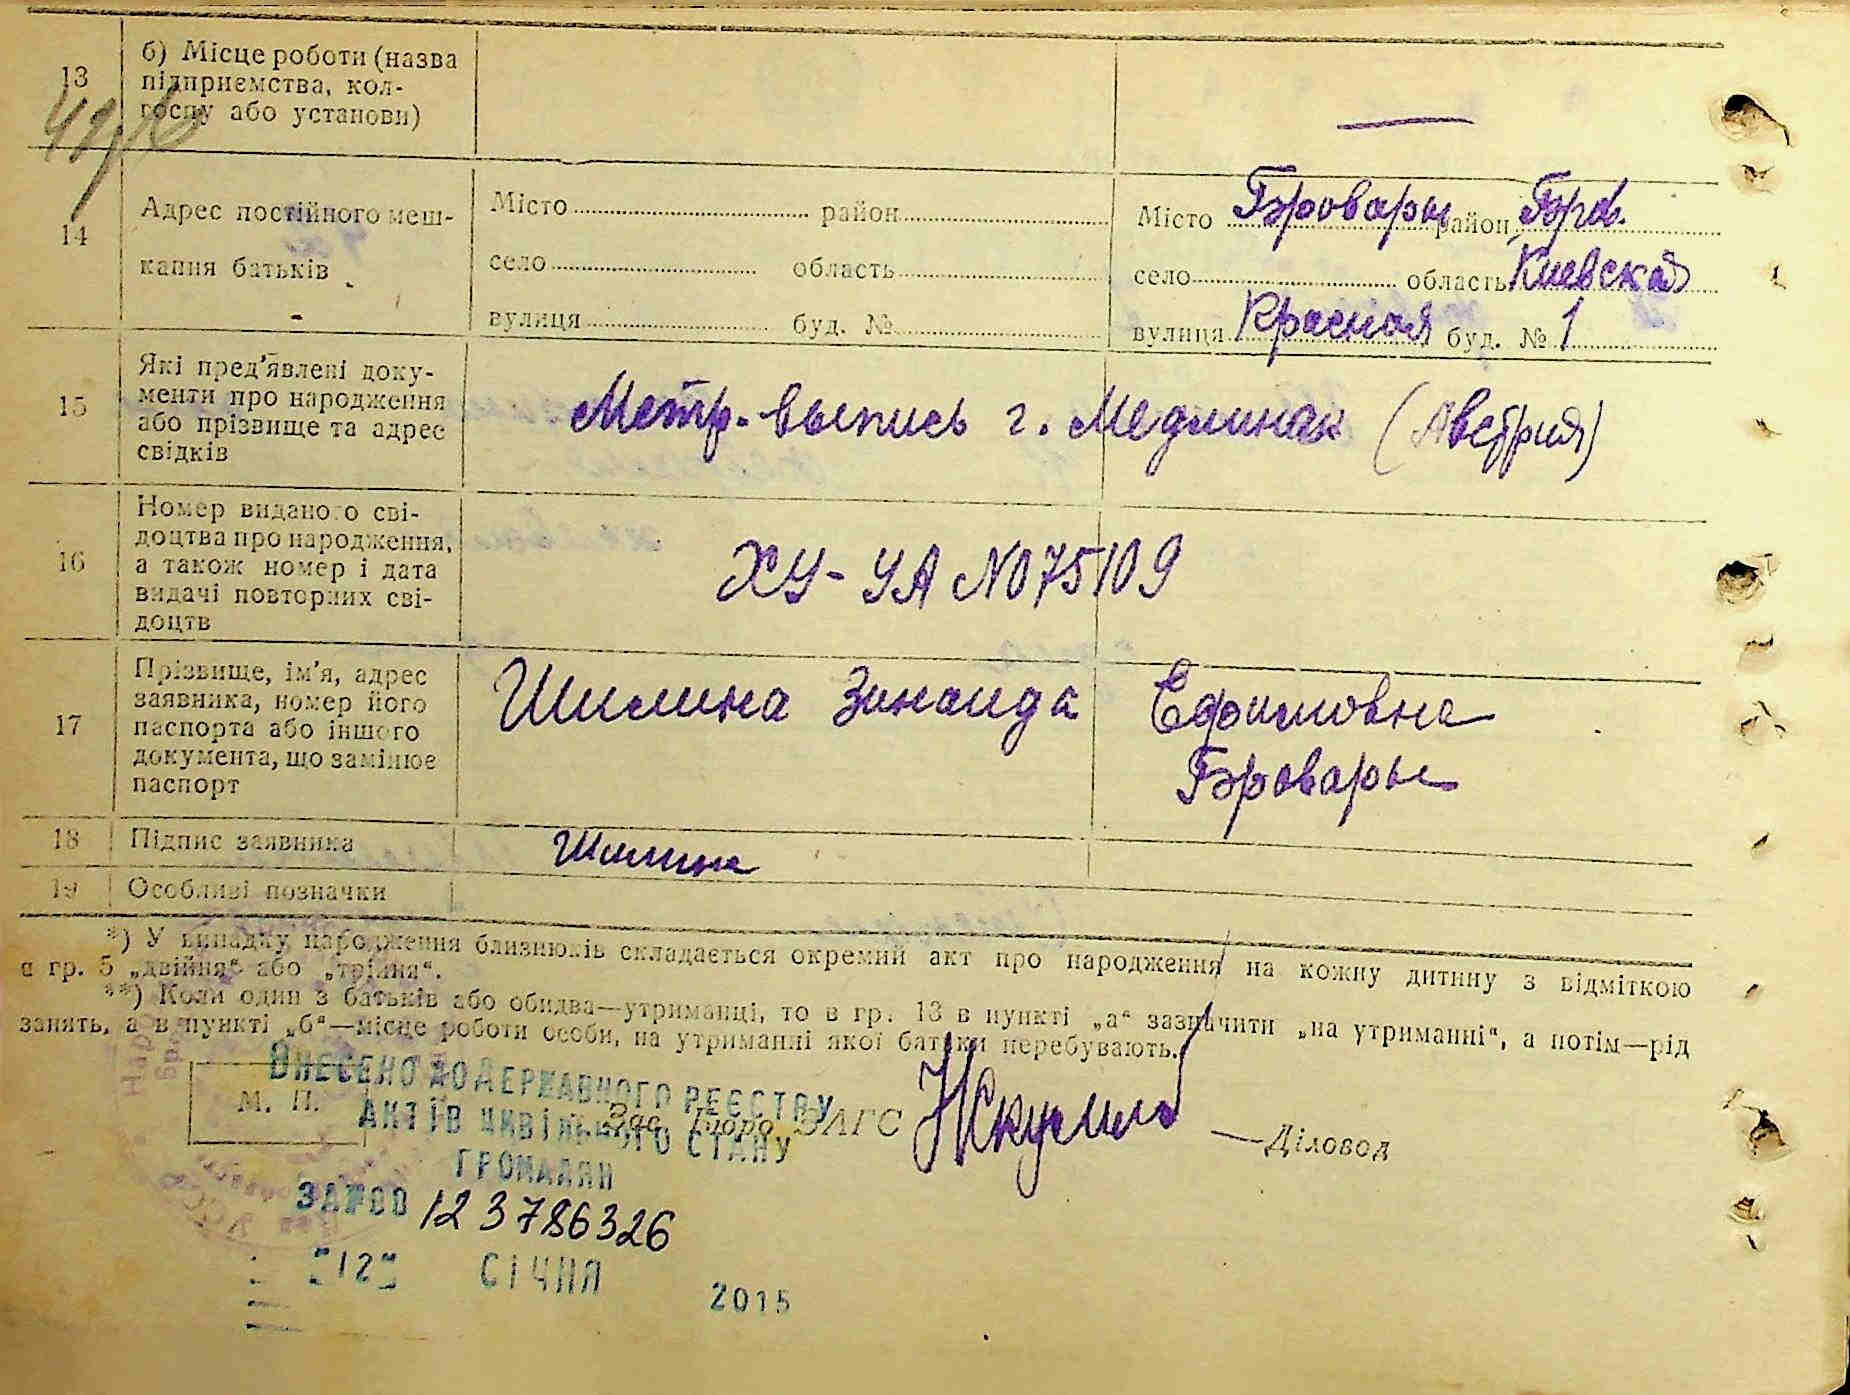 13
б) Місце роботи (назва
підприємства, кол-
госпу або установи)
—
14
Адрес постійного меш-
кання батьків
Місто район
село область
вулиця буд. №
Місто Бровары район Бров.
село область Киевская
вулиця Красная буд. № 1
15
Які пред'явлені доку-
менти про народження
або прізвище та адрес
свідків
Метр. выпись г. Медлинак (Австрия)
16
Номер виданого сві-
доцтва про народження,
а також номер і дата
видачі повторних сві-
доцтв
ХУ-УА №075109
17
Прізвище, ім'я, адрес
заявника, номер його
паспорта або іншого
документа, що замінює
паспорт
Шилина Зинаида Ефимовна
Бровары
18
Підпис заявника
Шилина
19
Особливі позначки
*) У випадку народження близнюків складається окремий акт про народження на кожну дитину з відміткою
в гр. 5 „двійня“ або „трійня“.
**) Коли один з батьків або обидва—утриманці, то в гр. 13 в пункті „а“ зазначити „на утриманні“, а потім—рід
занять, а в пункті „б“—місце роботи особи, на утриманні якої батьки перебувають.
М. П.
Зав. Бюро ЗАГС
Діловод
ВНЕСЕНО ДО ДЕРЖАВНОГО РЕЄСТРУ
АКТІВ ЦИВІЛЬНОГО СТАНУ
ГРОМАДЯН
ЗА №00 123786326
"12" СІЧНЯ 2015